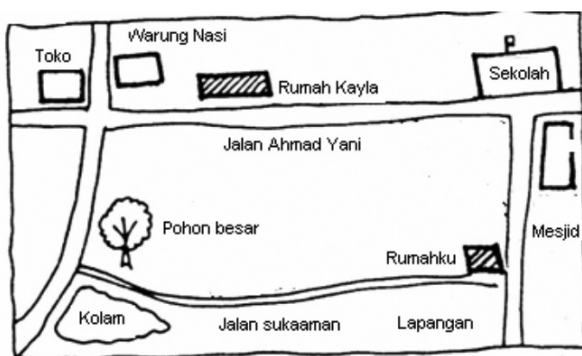 Warung Nasi
Toko
Sekolah
Rumah Kayla
Jalan Ahmad Yani
Pohon besar
Mesjid
Rumahku
Kolam
Jalan sukaaman
Lapangan